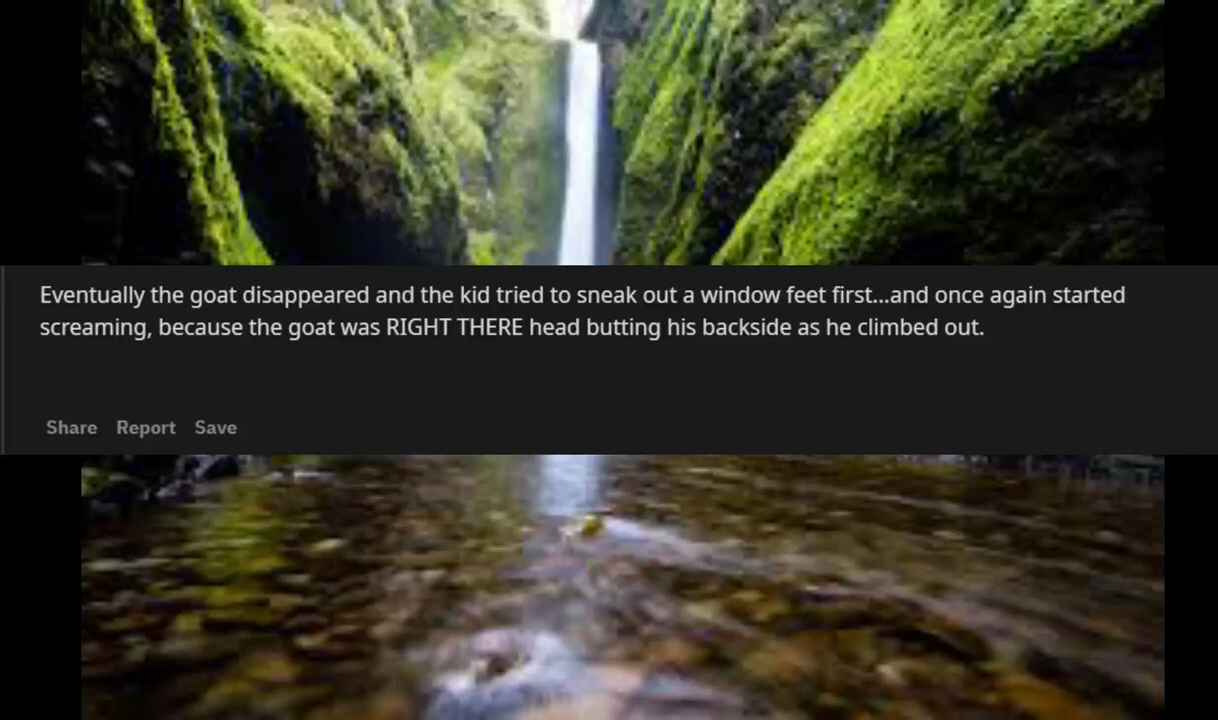 Eventually the goat disappeared and the kid tried to sneak out a window feet first...and once again started
screaming, because the goat was RIGHT THERE head butting his backside as he climbed out.
Share Report Save